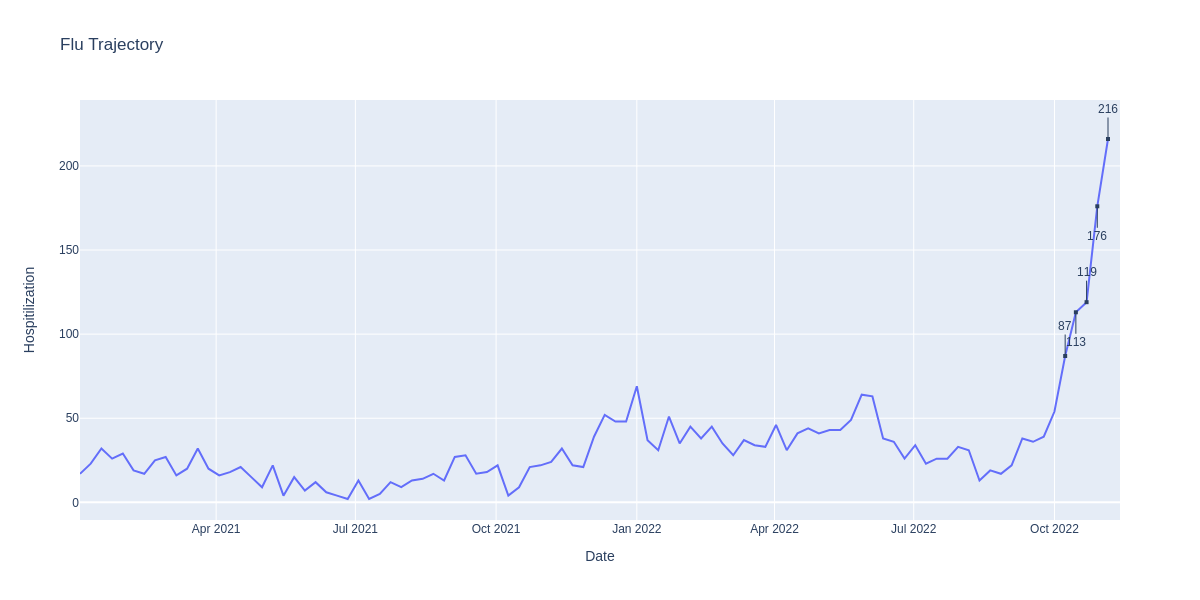 Flu Trajectory
216
200
176
150
119
87
113
100
50
0
Hospitilization
Apr 2021
Jul 2021
Oct 2021
Jan 2022
Apr 2022
Jul 2022
Oct 2022
Date